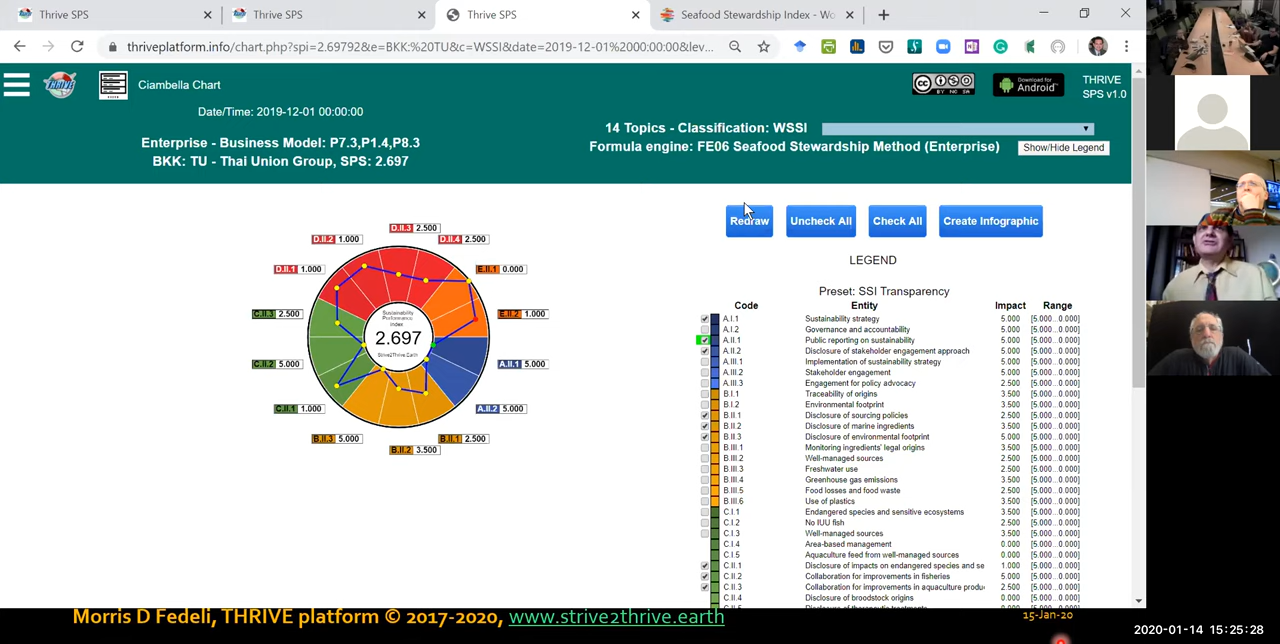 Thrive SPS
Thrive SPS
Thrive SPS
Seafood Stewardship Index - Wo
thriveplatform.info/chart.php?spi=2.69792&e=BKK:%20TU&c=WSSI&date=2019-12-01%2000:00:00&lev...
THRIVE
Ciambella Chart
Download for
Android™
THRIVE
SPS v1.0
Date/Time: 2019-12-01 00:00:00
Enterprise - Business Model: P7.3,P1.4,P8.3
BKK: TU - Thai Union Group, SPS: 2.697
14 Topics - Classification: WSSI
Formula engine: FE06 Seafood Stewardship Method (Enterprise)
Show/Hide Legend
Redraw
Uncheck All
Check All
Create Infographic
D.II.3 2.500
D.II.2 1.000
D.II.4 2.500
D.II.1 1.000
E.II.1 0.000
C.II.3 2.500
E.II.2 1.000
Sustainability
Performance
Index
2.697
Strive2Thrive.Earth
C.II.2 5.000
A.II.1 5.000
C.II.1 1.000
A.II.2 5.000
B.II.3 5.000
B.II.1 2.500
B.II.2 3.500
LEGEND
Preset: SSI Transparency
Code Entity Impact Range
A.I.1 Sustainability strategy 5.000 [5.000...0.000]
A.I.2 Governance and accountability 5.000 [5.000...0.000]
A.II.1 Public reporting on sustainability 5.000 [5.000...0.000]
A.II.2 Disclosure of stakeholder engagement approach 5.000 [5.000...0.000]
A.III.1 Implementation of sustainability strategy 5.000 [5.000...0.000]
A.III.2 Stakeholder engagement 5.000 [5.000...0.000]
A.III.3 Engagement for policy advocacy 2.500 [5.000...0.000]
B.I.1 Traceability of origins 3.500 [5.000...0.000]
B.I.2 Environmental footprint 3.500 [5.000...0.000]
B.II.1 Disclosure of sourcing policies 2.500 [5.000...0.000]
B.II.2 Disclosure of marine ingredients 3.500 [5.000...0.000]
B.II.3 Disclosure of environmental footprint 5.000 [5.000...0.000]
B.III.1 Monitoring ingredients' legal origins 3.500 [5.000...0.000]
B.III.2 Well-managed sources 2.500 [5.000...0.000]
B.III.3 Freshwater use 2.500 [5.000...0.000]
B.III.4 Greenhouse gas emissions 3.500 [5.000...0.000]
B.III.5 Food losses and food waste 2.500 [5.000...0.000]
B.III.6 Use of plastics 3.500 [5.000...0.000]
C.I.1 Endangered species and sensitive ecosystems 3.500 [5.000...0.000]
C.I.2 No IUU fish 2.500 [5.000...0.000]
C.I.3 Well-managed sources 3.500 [5.000...0.000]
C.I.4 Area-based management 0.000 [5.000...0.000]
C.I.5 Aquaculture feed from well-managed sources 0.000 [5.000...0.000]
C.II.1 Disclosure of impacts on endangered species and se 1.000 [5.000...0.000]
C.II.2 Collaboration for improvements in fisheries 5.000 [5.000...0.000]
C.II.3 Collaboration for improvements in aquaculture produ 2.500 [5.000...0.000]
C.II.4 Disclosure of broodstock origins 0.000 [5.000...0.000]
Morris D Fedeli, THRIVE platform © 2017-2020, www.strive2thrive.earth
15-Jan-20
2020-01-14 15:25:28